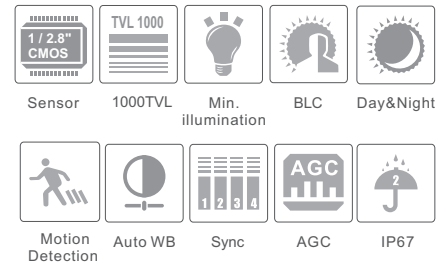 1 / 2.8"
CMOS
TVL 1000
Sensor
1000TVL
Min.
illumination
BLC
Day&Night
1 2 3 4
AGC
2
Motion
Detection
Auto WB
Sync
AGC
IP67